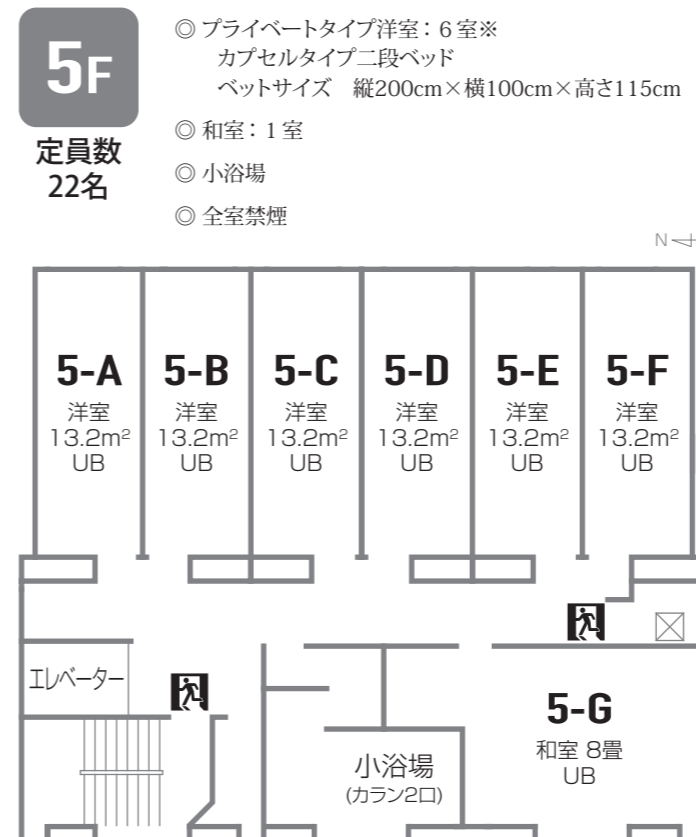 5F
定員数
22名
◎ プライベートタイプ洋室：6室※
カプセルタイプ二段ベッド
ベットサイズ　縦200cm×横100cm×高さ115cm
◎ 和室：1室
◎ 小浴場
◎ 全室禁煙
N
5-A
洋室
13.2m²
UB
5-B
洋室
13.2m²
UB
5-C
洋室
13.2m²
UB
5-D
洋室
13.2m²
UB
5-E
洋室
13.2m²
UB
5-F
洋室
13.2m²
UB
エレベーター
5-G
和室 8畳
UB
小浴場
(カラン2口)